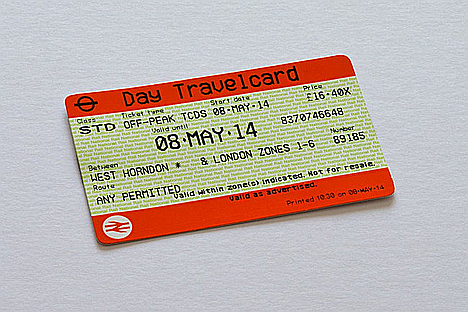 Day Travelcard
Class Ticket type Start date Price
STD OFF-PEAK TCDS 08·MAY·14 £16·40X
Valid until
08·MAY·14 8370746648
Between Number
WEST HORNDON * & LONDON ZONES 1-6 89185
Route
ANY PERMITTED Valid within zone(s) indicated. Not for resale.
Valid as advertised.
Printed 10:30 on 08-MAY-14